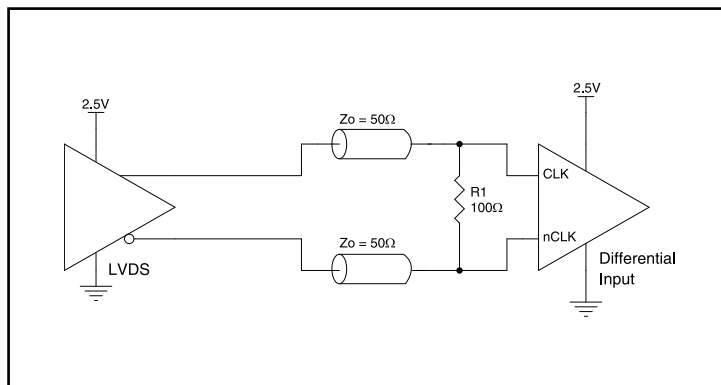 2.5V
2.5V
Zo = 50Ω
CLK
R1
100Ω
Zo = 50Ω
nCLK
LVDS
Differential
Input